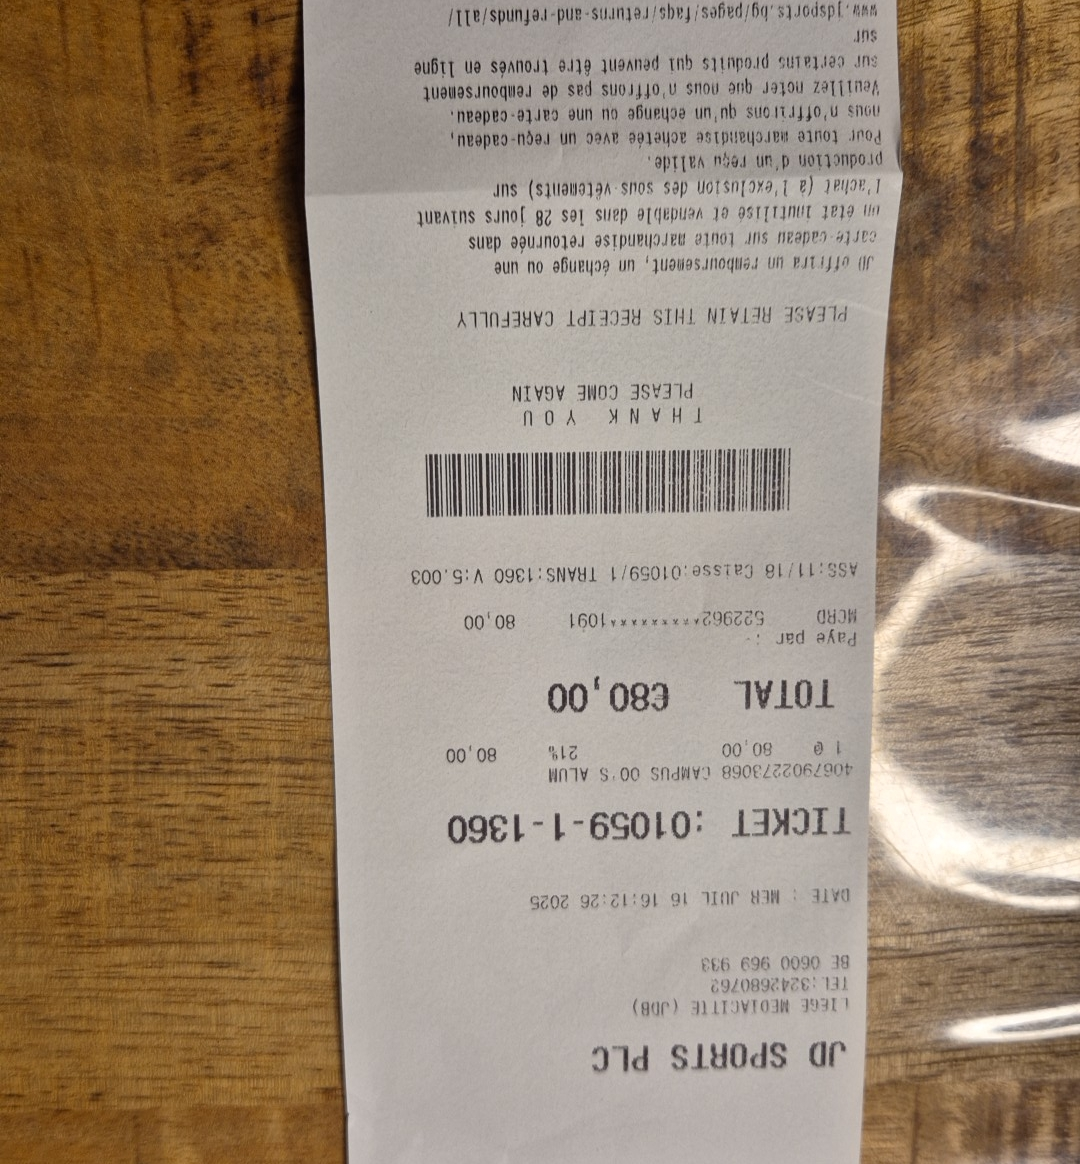 JD SPORTS PLC
LIEGE MEDIACITIE (JDB)
TEL:3242680762
BE 0600 969 933
DATE : MER JUIL 16 16:12:26 2025
TICKET :01059-1-1360
4067902273068 CAMPUS 00'S ALUM
1 @ 80,00 21% 80,00
TOTAL €80,00
Paye par :-
MCRD 522962**********1091 80,00
ASS:11/18 Caisse:01059/1 TRANS:1360 V:5.003
THANK YOU
PLEASE COME AGAIN
PLEASE RETAIN THIS RECEIPT CAREFULLY
JD offrira un remboursement, un échange ou une
carte-cadeau sur toute marchandise retournée dans
un état inutilisé et vendable dans les 28 jours suivant
l'achat (à l'exclusion des sous-vêtements) sur
production d'un reçu valide.
Pour toute marchandise achetée avec un reçu-cadeau,
nous n'offrirons qu'un échange ou une carte-cadeau.
Veuillez noter que nous n'offrons pas de remboursement
sur certains produits qui peuvent être trouvés en ligne
sur
www.jdsports.bg/pages/faqs/returns-and-refunds/all/